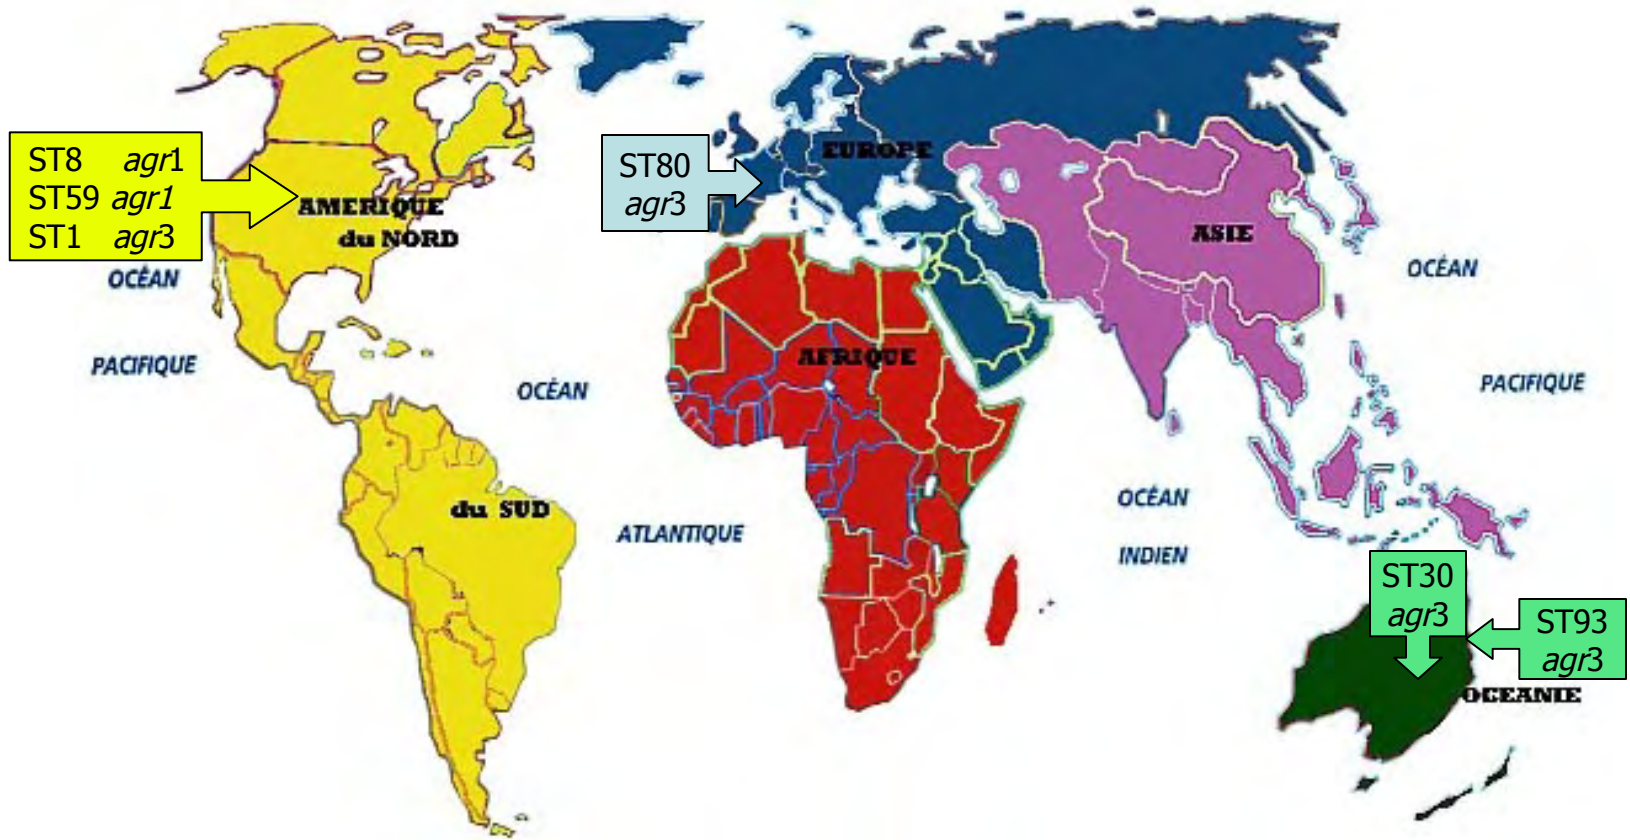 ST8 agr1
ST59 agr1
ST1 agr3
AMERIQUE
du NORD
OCÉAN
PACIFIQUE
OCÉAN
ATLANTIQUE
du SUD
ST80
agr3
EUROPE
AFRIQUE
ASIE
OCÉAN
PACIFIQUE
OCÉAN
INDIEN
ST30
agr3
ST93
agr3
OCEANIE